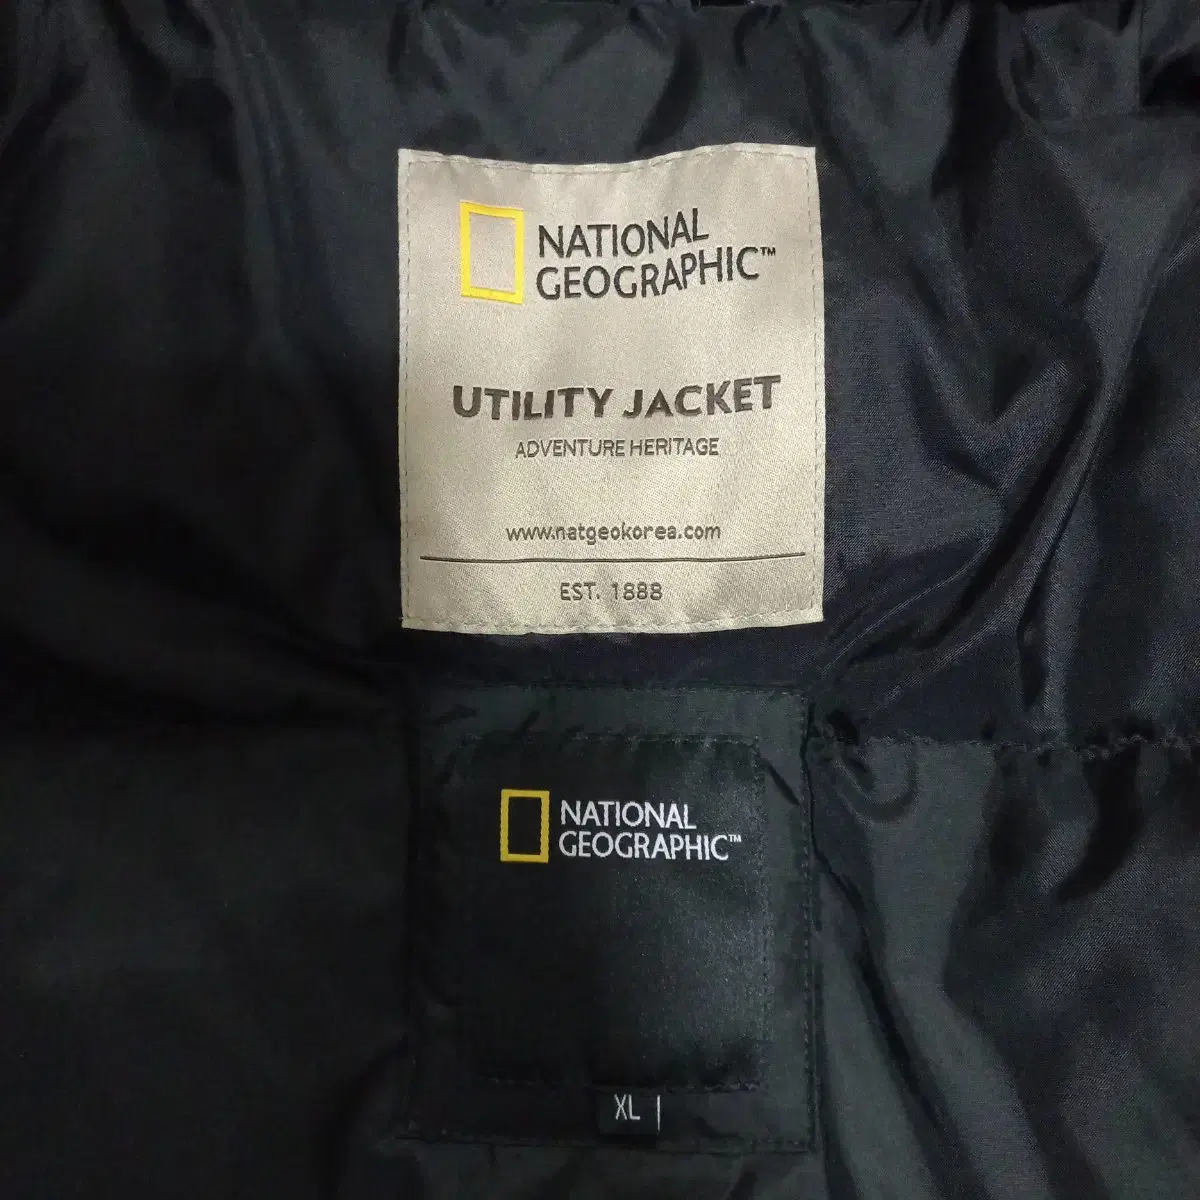 NATIONAL
GEOGRAPHIC™
UTILITY JACKET
ADVENTURE HERITAGE
www.natgeokorea.com
EST. 1888
NATIONAL
GEOGRAPHIC™
XL